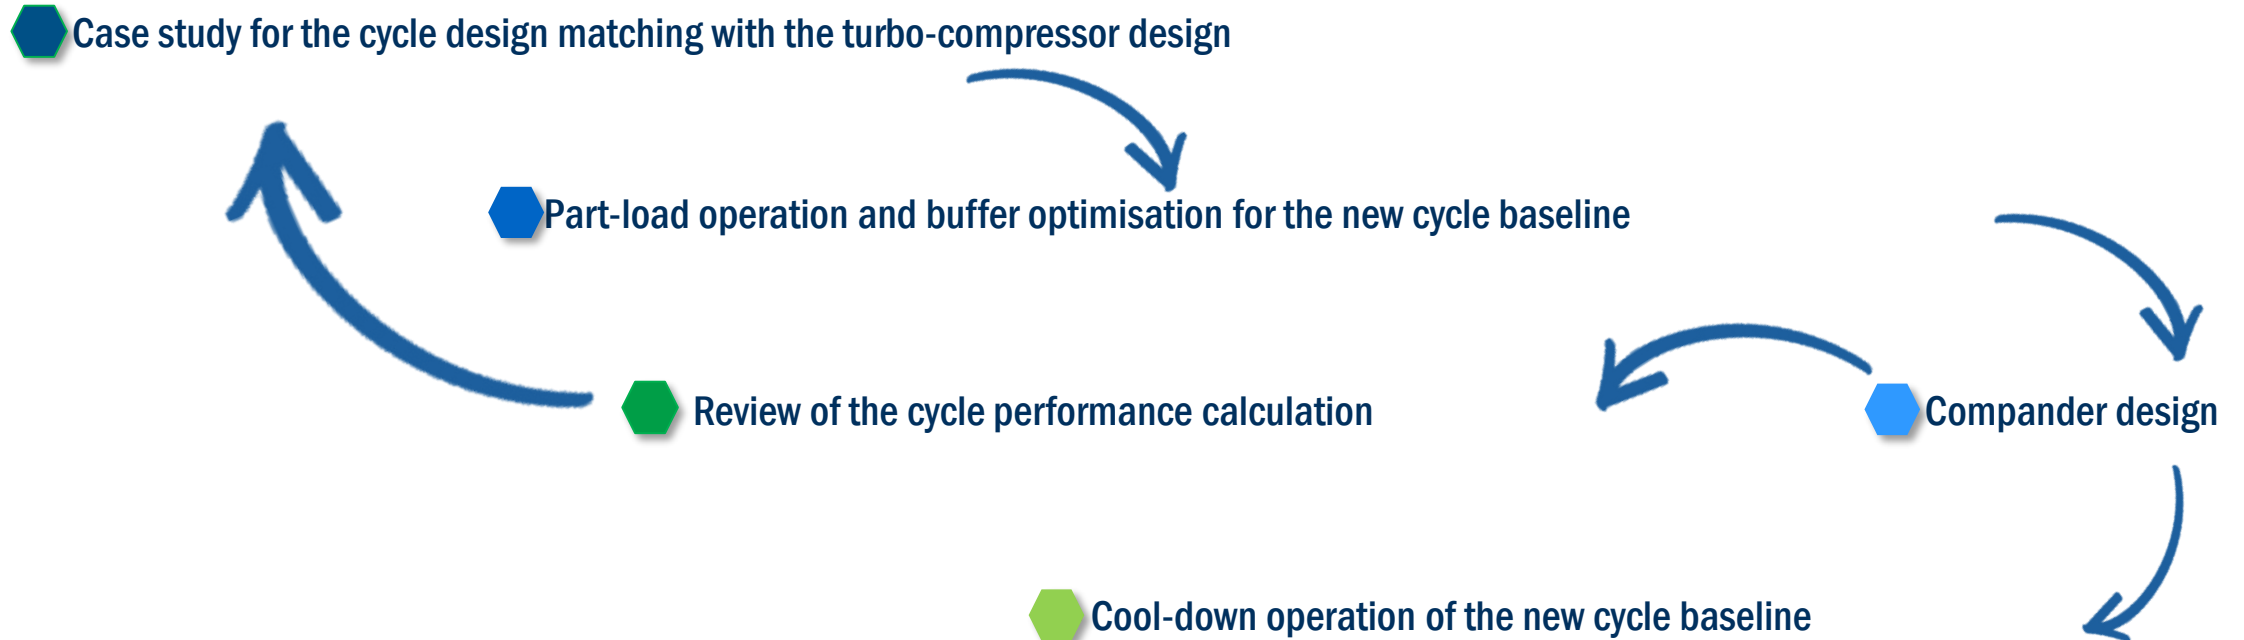 Case study for the cycle design matching with the turbo-compressor design
Part-load operation and buffer optimisation for the new cycle baseline
Review of the cycle performance calculation
Compander design
Cool-down operation of the new cycle baseline